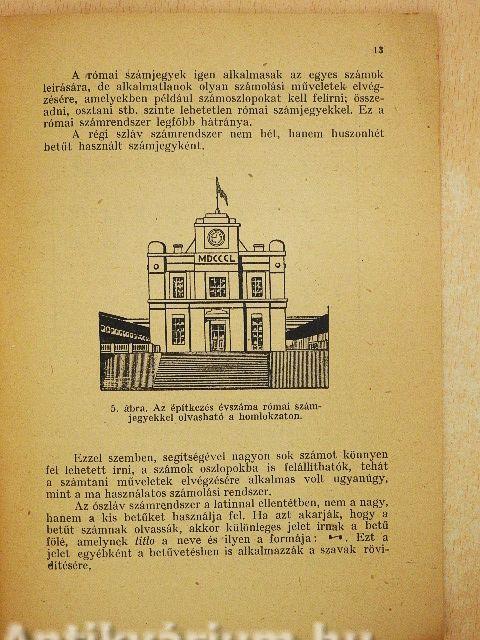 13
A római számjegyek igen alkalmasak az egyes számok
leírására, de alkalmatlanok olyan számolási műveletek elvég-
zésére, amelyekben például számoszlopokat kell felírni; össze-
adni, osztani stb. szinte lehetetlen római számjegyekkel. Ez a
római számrendszer legfőbb hátránya.
A régi szláv számrendszer nem hét, hanem huszonhét
betűt használt számjegyként.
MDCCCL
5. ábra. Az építkezés évszáma római szám-
jegyekkel olvasható a homlokzaton.
Ezzel szemben, segítségével nagyon sok számot könnyen
fel lehetett írni, a számok oszlopokba is felállíthatók, tehát
a számtani műveletek elvégzésére alkalmas volt ugyanúgy,
mint a ma használatos számolási rendszer.
Az ószláv számrendszer a latinnal ellentétben, nem a nagy,
hanem a kis betűket használja fel. Ha azt akarják, hogy a
betűt számnak olvassák, akkor különleges jelet írnak a betű
fölé, amelynek titlo a neve és ilyen a formája: . Ezt a
jelet egyébként a betűvetésben is alkalmazzák a szavak rövi-
dítésére.
Antikvárium.hu